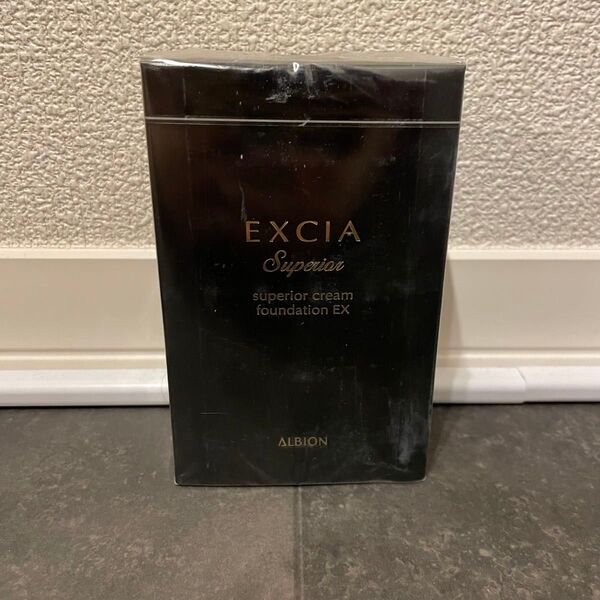 EXCIA
Superior
superior cream
foundation EX
ALBION